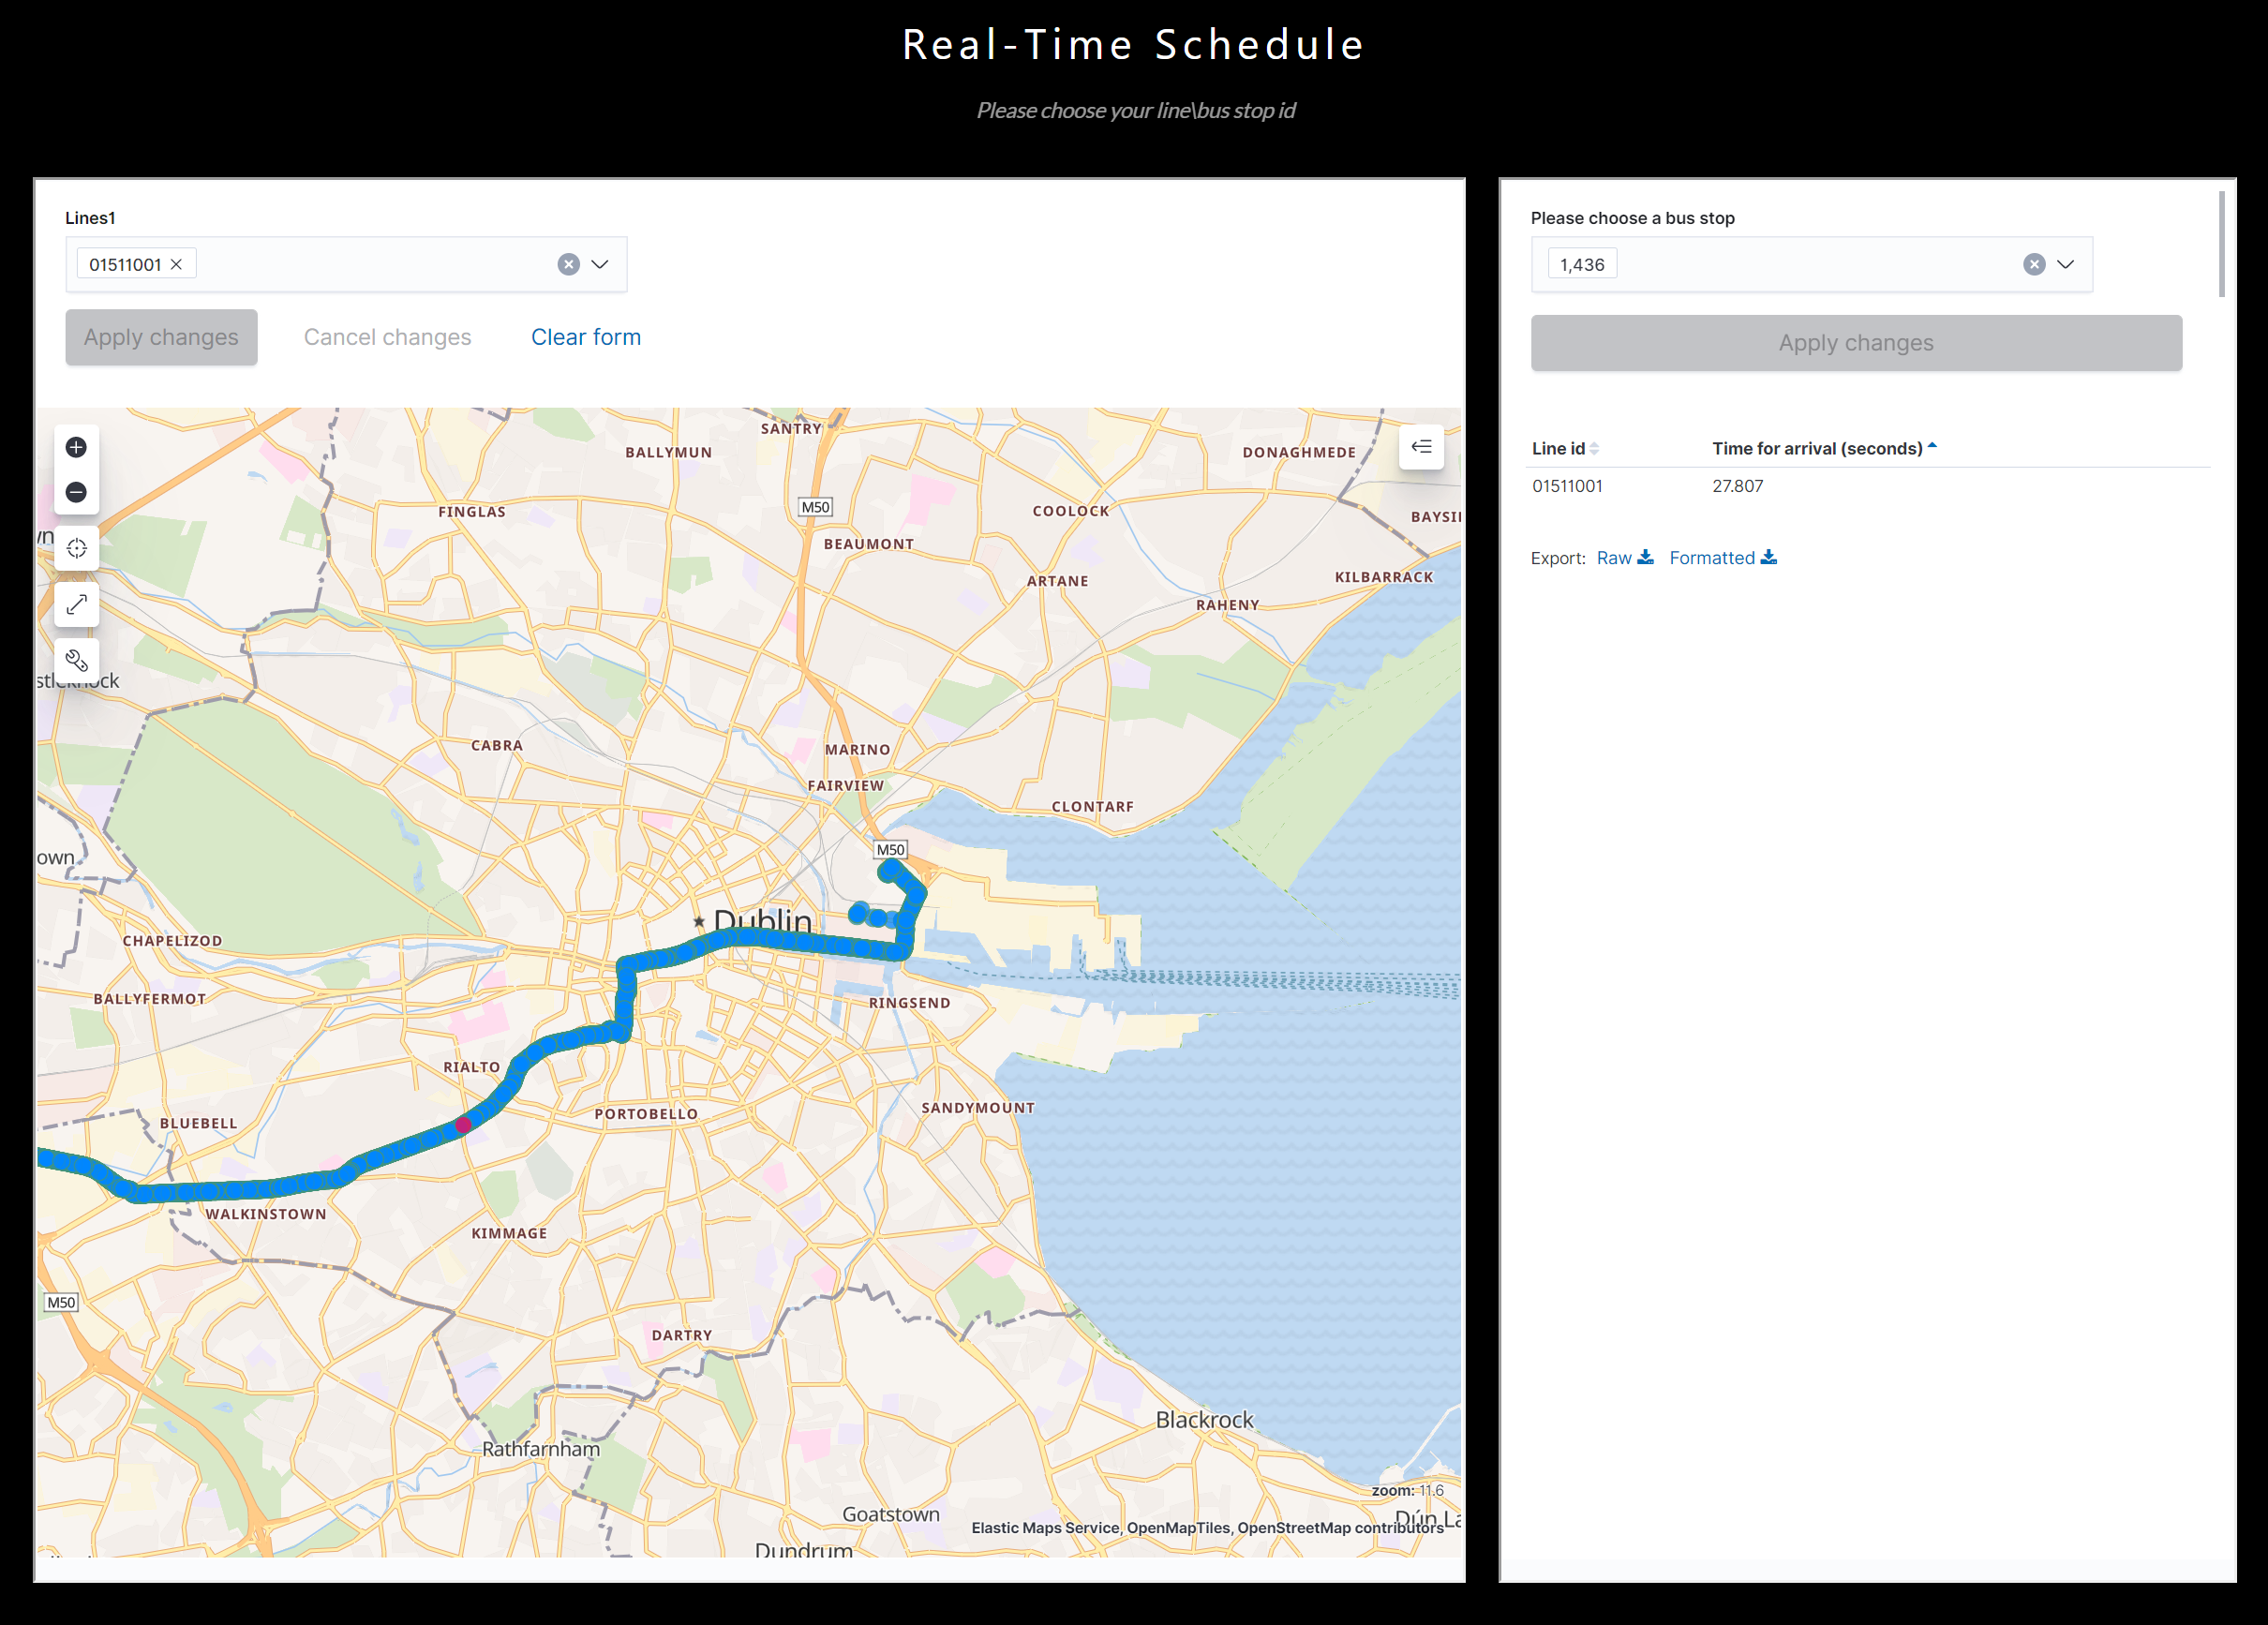 Real-Time Schedule
Please choose your line\bus stop id
Lines1
01511001
Apply changes
Cancel changes
Clear form
Please choose a bus stop
1,436
Apply changes
Line id
Time for arrival (seconds)
01511001
27.807
Export: Raw Formatted
SANTRY
BALLYMUN
DONAGHMEDE
M50
FINGLAS
COOLOCK
BAYSI
BEAUMONT
ARTANE
KILBARRACK
RAHENY
CABRA
MARINO
FAIRVIEW
CLONTARF
own
M50
Dublin
CHAPELIZOD
BALLYFERMOT
RINGSEND
RIALTO
SANDYMOUNT
PORTOBELLO
BLUEBELL
WALKINSTOWN
KIMMAGE
M50
DARTRY
Blackrock
Rathfarnham
zoom: 11.6
Goatstown
Dún La
Elastic Maps Service, OpenMapTiles, OpenStreetMap contributors
Dundrum